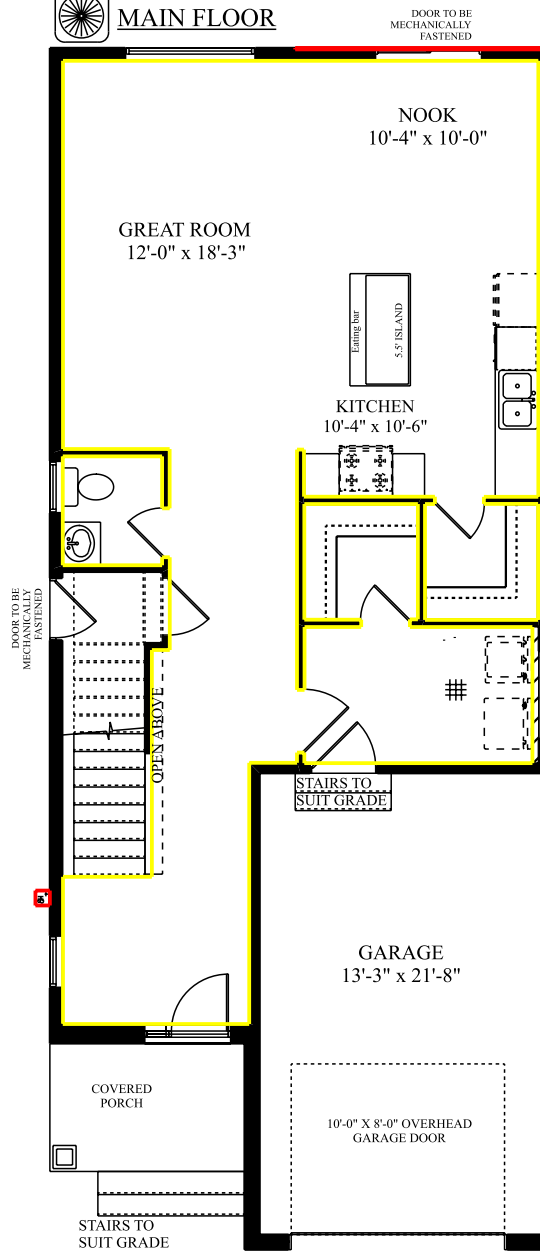 MAIN FLOOR
DOOR TO BE
MECHANICALLY
FASTENED
NOOK
10'-4" x 10'-0"
GREAT ROOM
12'-0" x 18'-3"
Eating bar
5.5' ISLAND
KITCHEN
10'-4" x 10'-6"
DOOR TO BE
MECHANICALLY
FASTENED
OPEN ABOVE
STAIRS TO
SUIT GRADE
GARAGE
13'-3" x 21'-8"
COVERED
PORCH
10'-0" X 8'-0" OVERHEAD
GARAGE DOOR
STAIRS TO
SUIT GRADE